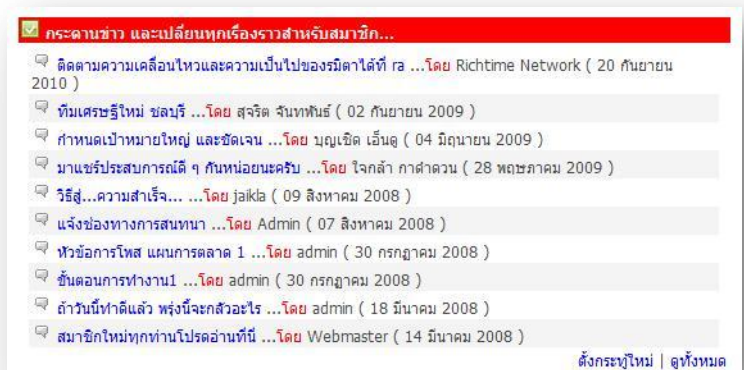 กระดานข่าว และเปลี่ยนทุกเรื่องราวสำหรับสมาชิก...
ติดตามความเคลื่อนไหวและความเป็นไปของรมิตาได้ที่ ra ...โดย Richtime Network ( 20 กันยายน
2010 )
ทีมเศรษฐีใหม่ ชลบุรี ...โดย สุจริต จันทพันธ์ ( 02 กันยายน 2009 )
กำหนดเป้าหมายใหญ่ และชัดเจน ...โดย บุญเชิด เอ็นดู ( 04 มิถุนายน 2009 )
มาแชร์ประสบการณ์ดี ๆ กันหน่อยนะครับ ...โดย ใจกล้า กาดำดวน ( 28 พฤษภาคม 2009 )
วิธีสู่...ความสำเร็จ... ...โดย jaikla ( 09 สิงหาคม 2008 )
แจ้งช่องทางการสนทนา ...โดย Admin ( 07 สิงหาคม 2008 )
หัวข้อการโพส แผนการตลาด 1 ...โดย admin ( 30 กรกฎาคม 2008 )
ขั้นตอนการทำงาน1 ...โดย admin ( 30 กรกฎาคม 2008 )
ถ้าวันนี้ทำดีแล้ว พรุ่งนี้จะกลัวอะไร ...โดย admin ( 18 มีนาคม 2008 )
สมาชิกใหม่ทุกท่านโปรดอ่านที่นี่ ...โดย Webmaster ( 14 มีนาคม 2008 )
ตั้งกระทู้ใหม่ | ดูทั้งหมด